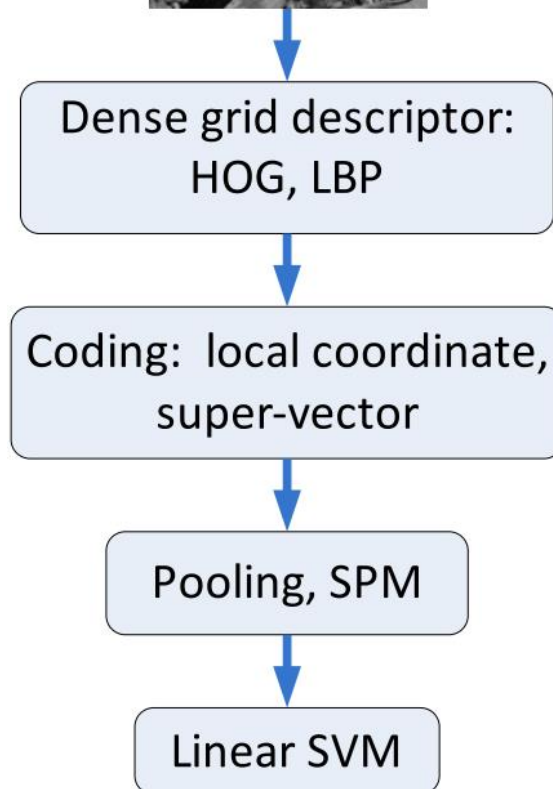 Dense grid descriptor:
HOG, LBP
Coding:  local coordinate,
super-vector
Pooling, SPM
Linear SVM